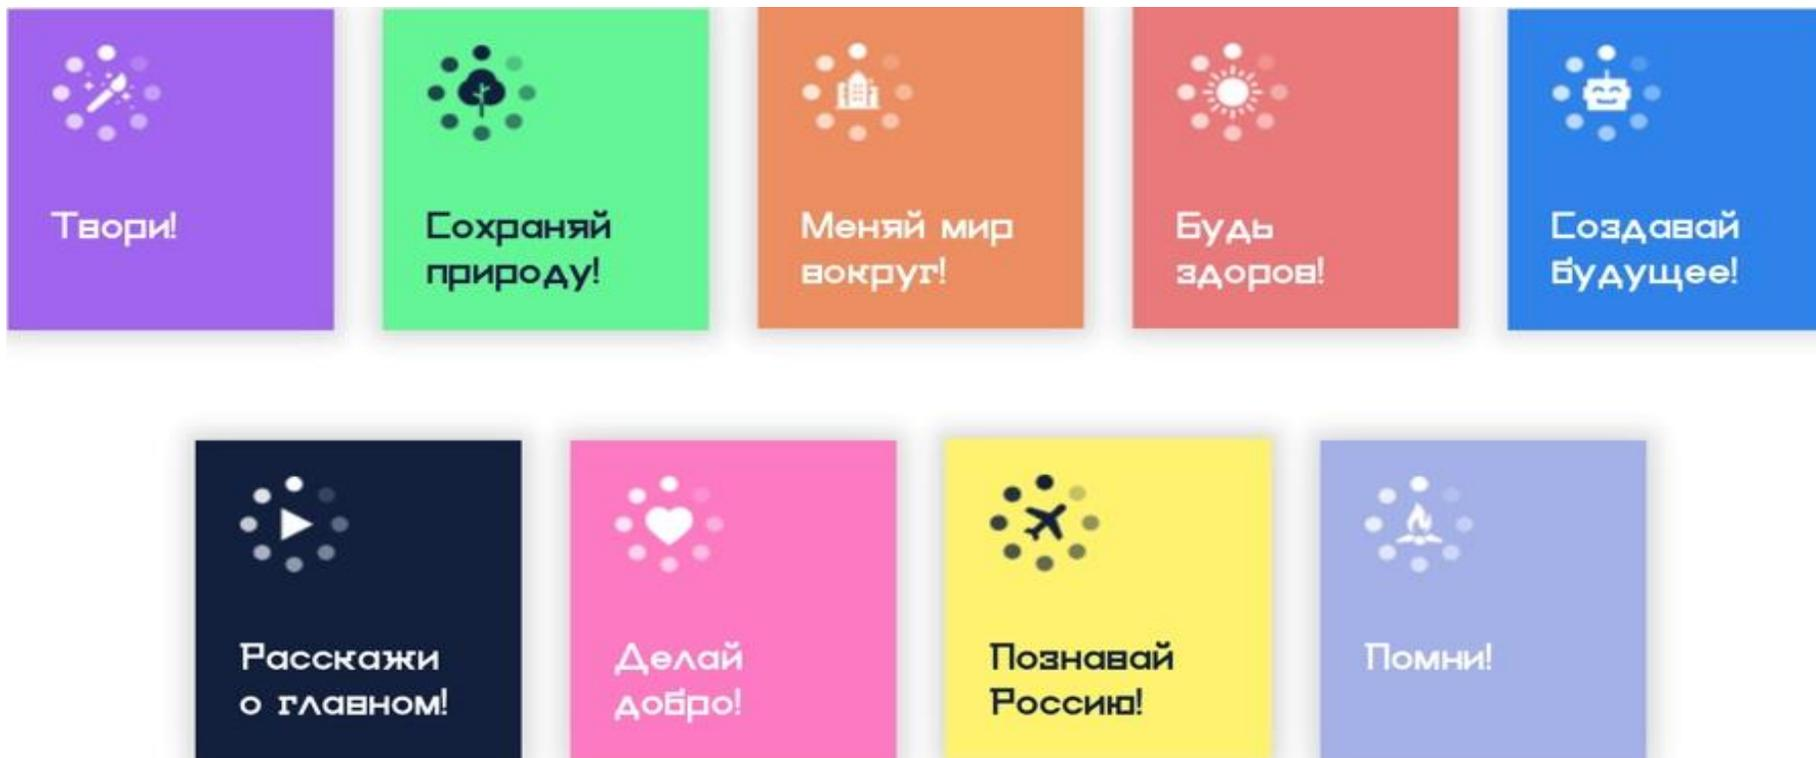 Твори!
Сохраняй
природу!
Меняй мир
вокруг!
Будь
здоров!
Создавай
будущее!
Расскажи
о главном!
Делай
добро!
Познавай
Россию!
Помни!